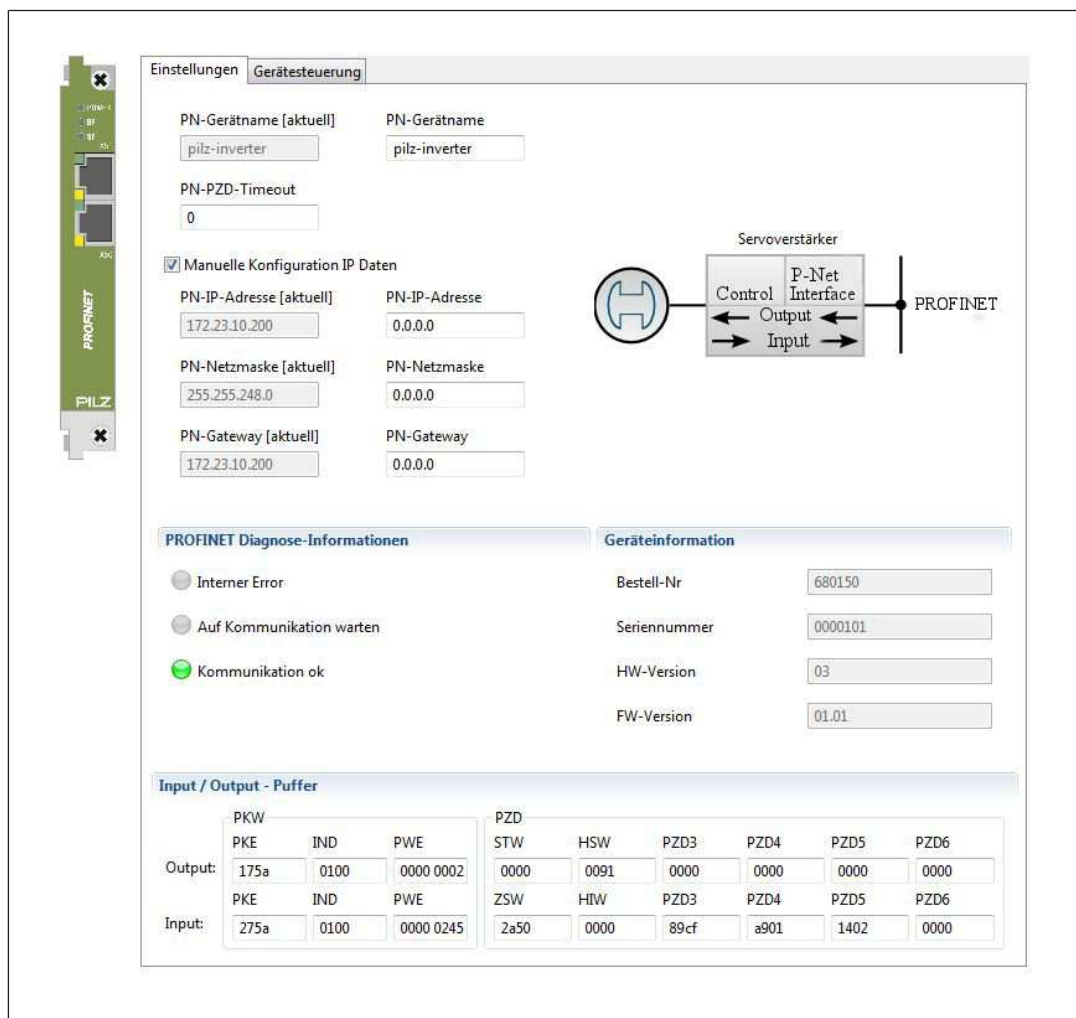 Einstellungen Gerätesteuerung
POWER
BF
SF
PROFINET
PILZ
PN-Gerätname [aktuell] PN-Gerätname
pilz-inverter pilz-inverter
PN-PZD-Timeout
0
Manuelle Konfiguration IP Daten
PN-IP-Adresse [aktuell] PN-IP-Adresse
172.23.10.200 0.0.0.0
PN-Netzmaske [aktuell] PN-Netzmaske
255.255.248.0 0.0.0.0
PN-Gateway [aktuell] PN-Gateway
172.23.10.200 0.0.0.0
Servoverstärker
Control P-Net Interface
Output
Input
PROFINET
PROFINET Diagnose-Informationen
Interner Error
Auf Kommunikation warten
Kommunikation ok
Geräteinformation
Bestell-Nr 680150
Seriennummer 0000101
HW-Version 03
FW-Version 01.01
Input / Output - Puffer
PKW PZD
PKE IND PWE STW HSW PZD3 PZD4 PZD5 PZD6
Output: 175a 0100 0000 0002 0000 0091 0000 0000 0000 0000
PKE IND PWE ZSW HIW PZD3 PZD4 PZD5 PZD6
Input: 275a 0100 0000 0245 2a50 0000 89cf a901 1402 0000